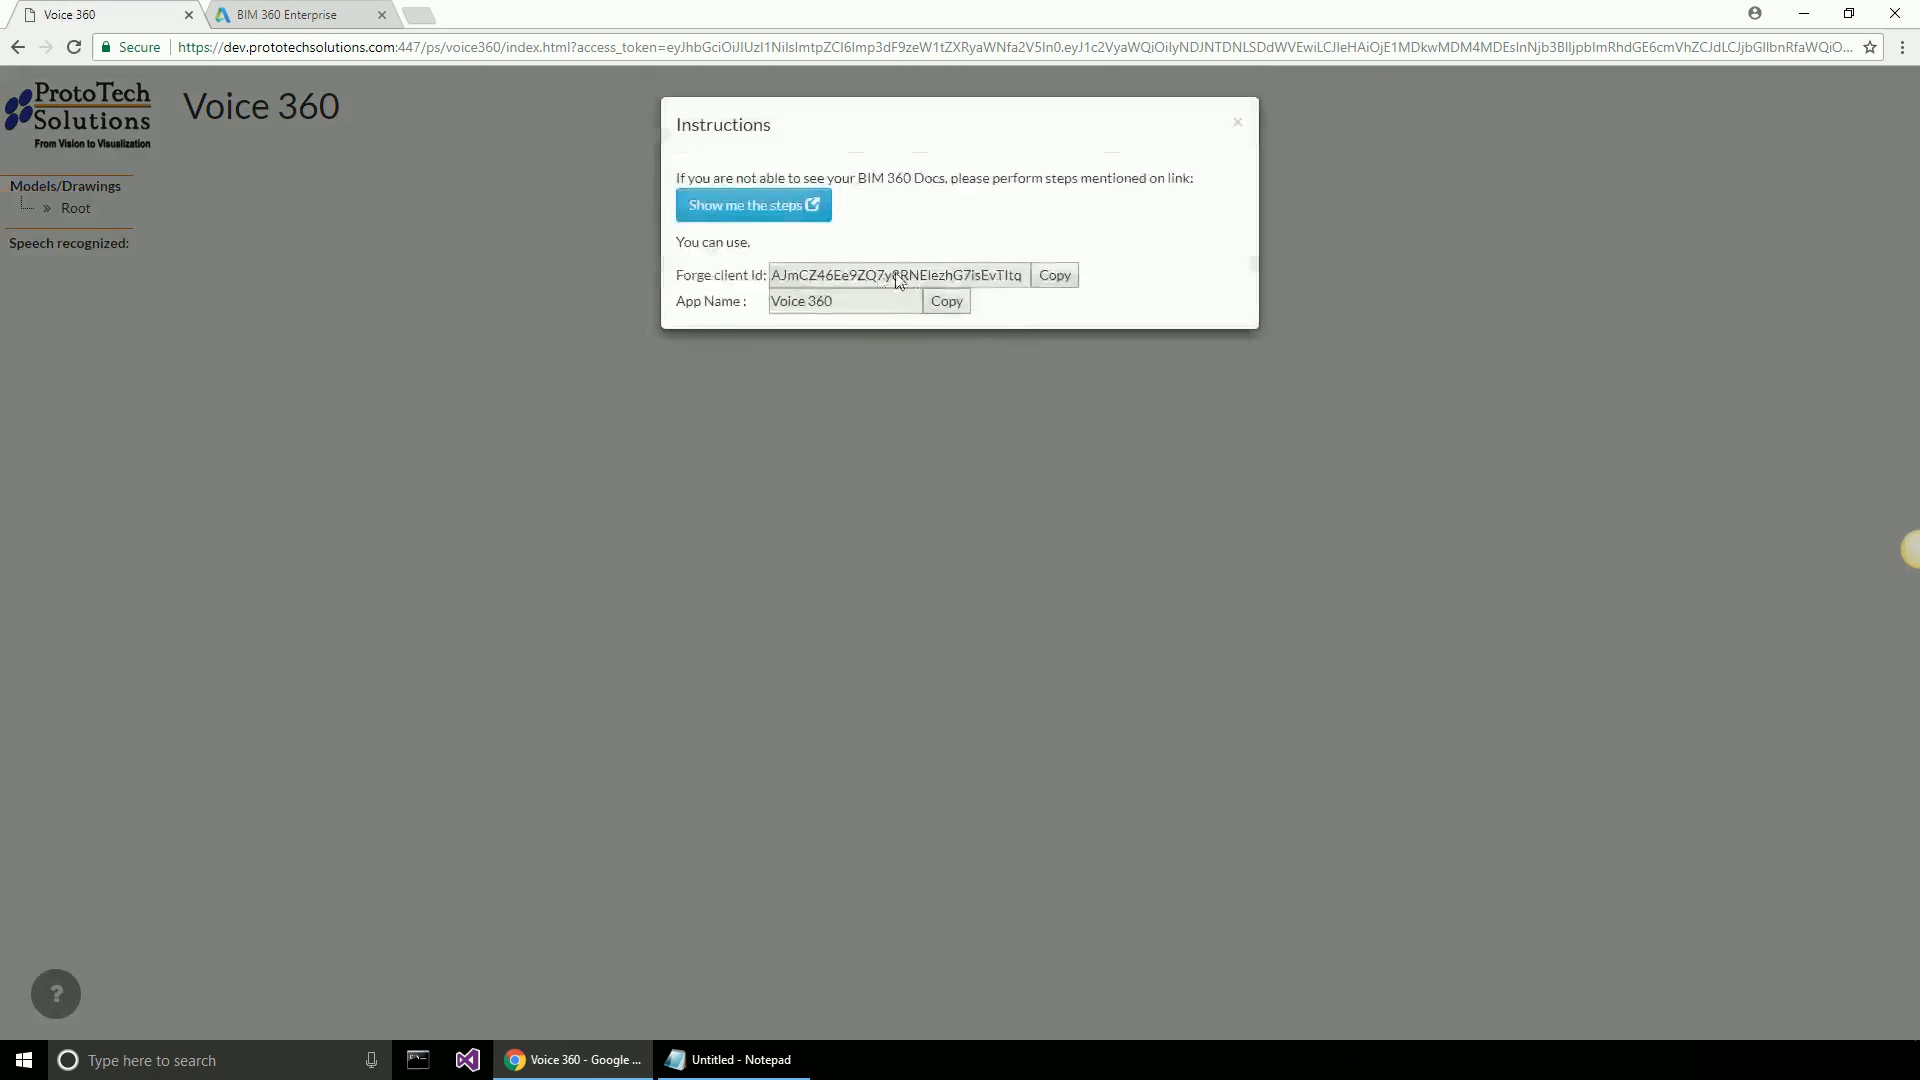 Voice 360
BIM 360 Enterprise
Secure
https://dev.prototechsolutions.com:447/ps/voice360/index.html?access_token=
ProtoTech
Solutions
From Vision to Visualization
Voice 360
Models/Drawings
» Root
Speech recognized:
Instructions
×
If you are not able to see your BIM 360 Docs, please perform steps mentioned on link:
Show me the steps
You can use,
Forge client Id:
Copy
App Name :
Voice 360
Copy
?
Type here to search
Voice 360 - Google ...
Untitled - Notepad